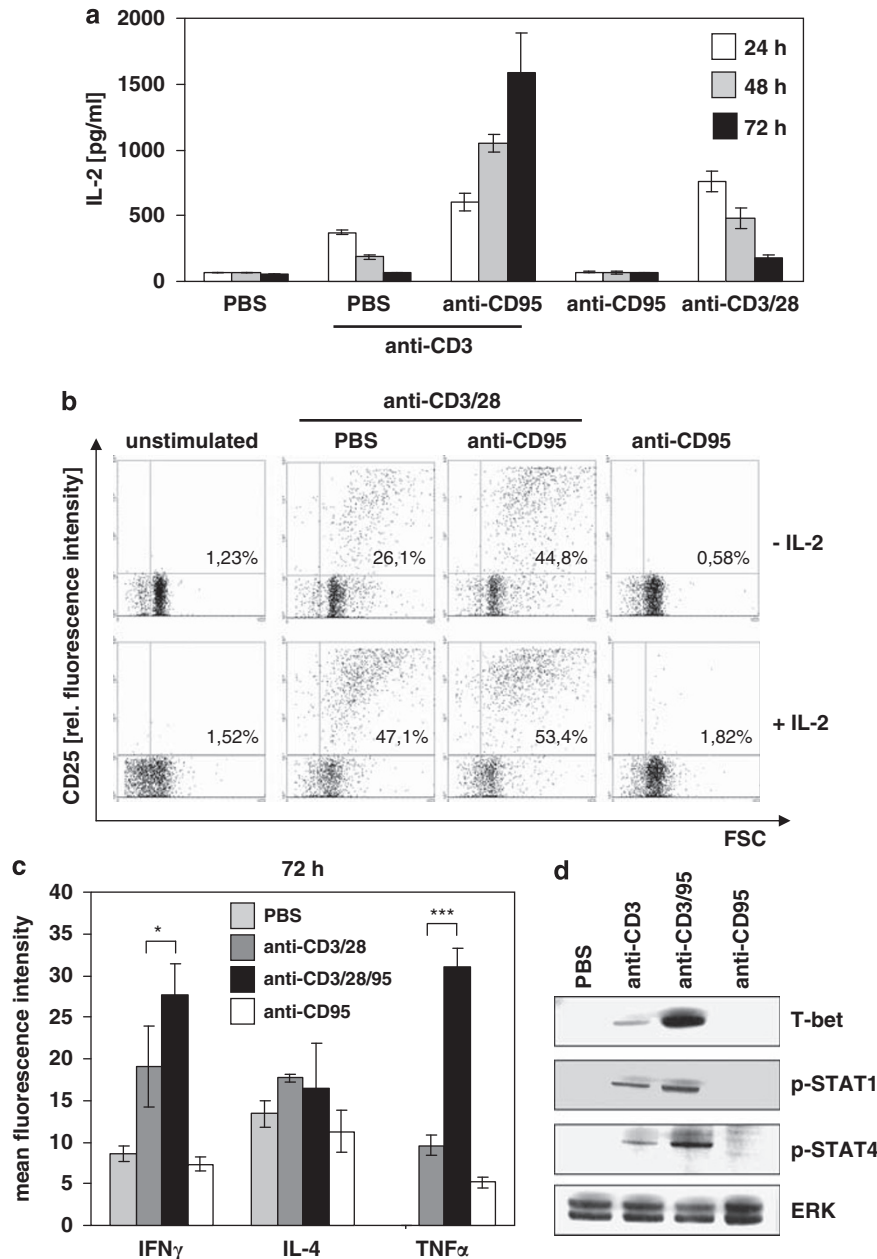 a
2000
1500
1000
500
0
IL-2 [pg/ml]
24 h
48 h
72 h
PBS PBS anti-CD95 anti-CD95 anti-CD3/28
anti-CD3
b
anti-CD3/28
unstimulated PBS anti-CD95 anti-CD95
1,23% 26,1% 44,8% 0,58%
- IL-2
1,52% 47,1% 53,4% 1,82%
+ IL-2
CD25 [rel. fluorescence intensity]
FSC
c
72 h
40
35
30
25
20
15
10
5
0
mean fluorescence intensity
PBS
anti-CD3/28
anti-CD3/28/95
anti-CD95
*
***
IFNγ IL-4 TNFα
d
PBS
anti-CD3
anti-CD3/95
anti-CD95
T-bet
p-STAT1
p-STAT4
ERK